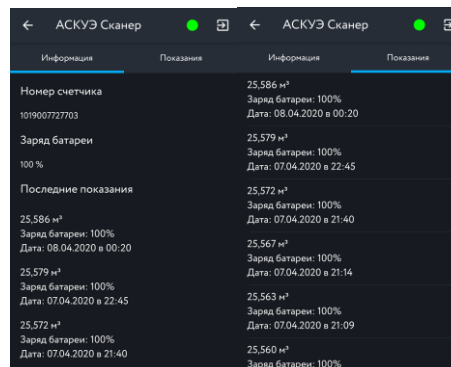 АСКУЭ Сканер
Информация
Показания
Номер счетчика
1019007727703
Заряд батареи
100 %
Последние показания
25,586 м³
Заряд батареи: 100%
Дата: 08.04.2020 в 00:20
25,579 м³
Заряд батареи: 100%
Дата: 07.04.2020 в 22:45
25,572 м³
Заряд батареи: 100%
Дата: 07.04.2020 в 21:40
АСКУЭ Сканер
Информация
Показания
25,586 м³
Заряд батареи: 100%
Дата: 08.04.2020 в 00:20
25,579 м³
Заряд батареи: 100%
Дата: 07.04.2020 в 22:45
25,572 м³
Заряд батареи: 100%
Дата: 07.04.2020 в 21:40
25,567 м³
Заряд батареи: 100%
Дата: 07.04.2020 в 21:14
25,563 м³
Заряд батареи: 100%
Дата: 07.04.2020 в 21:09
25,560 м³
Заряд батареи: 100%